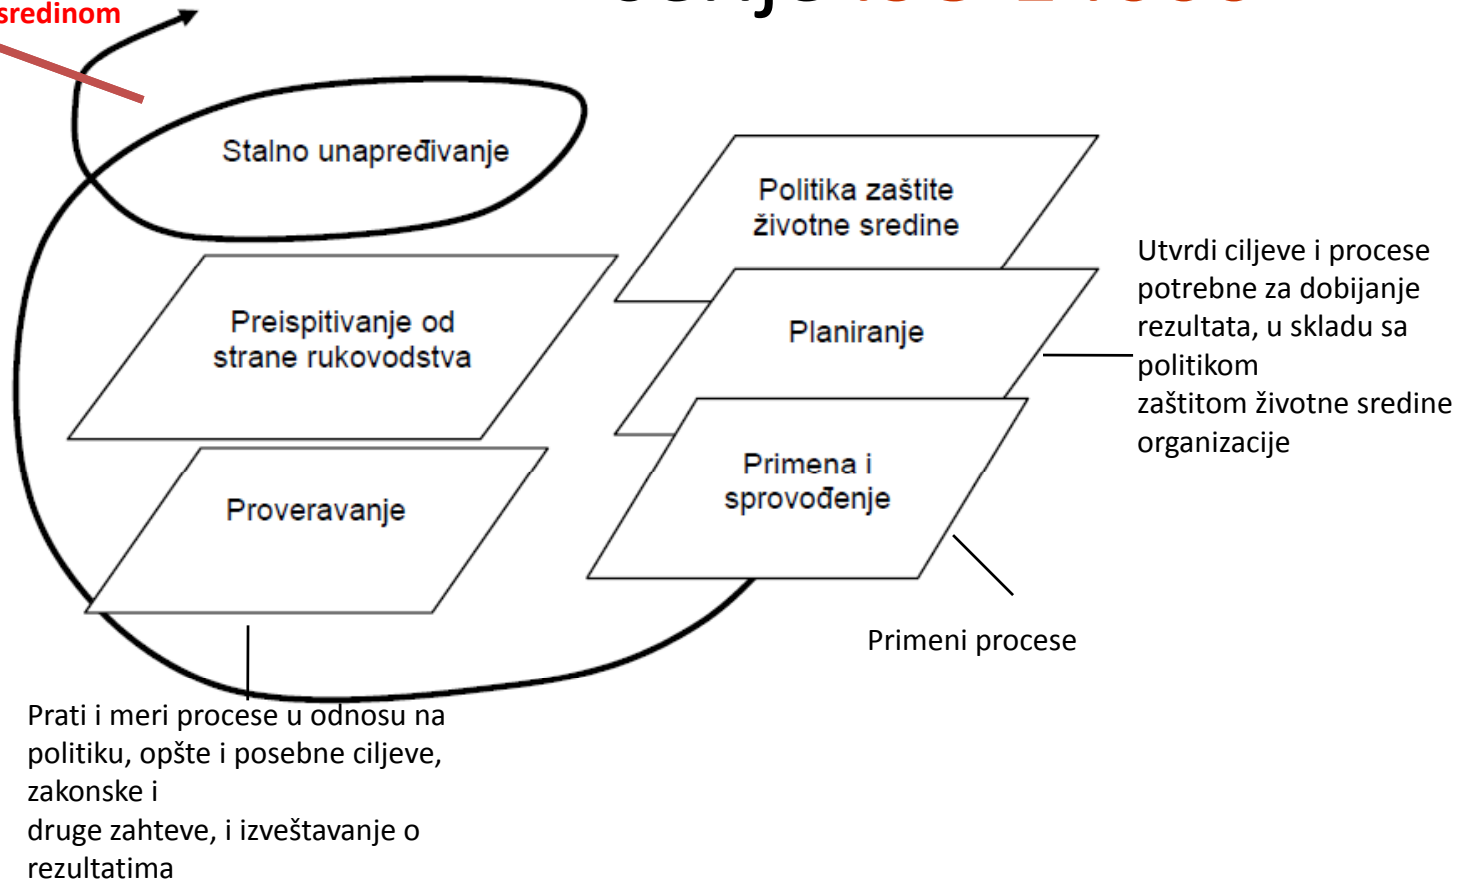 sredinom
Stalno unapređivanje
Politika zaštite
životne sredine
Utvrdi ciljeve i procese
potrebne za dobijanje
rezultata, u skladu sa
politikom
zaštitom životne sredine
organizacije
Preispitivanje od
strane rukovodstva
Planiranje
Primena i
sprovođenje
Proveravanje
Primeni procese
Prati i meri procese u odnosu na
politiku, opšte i posebne ciljeve,
zakonske i
druge zahteve, i izveštavanje o
rezultatima